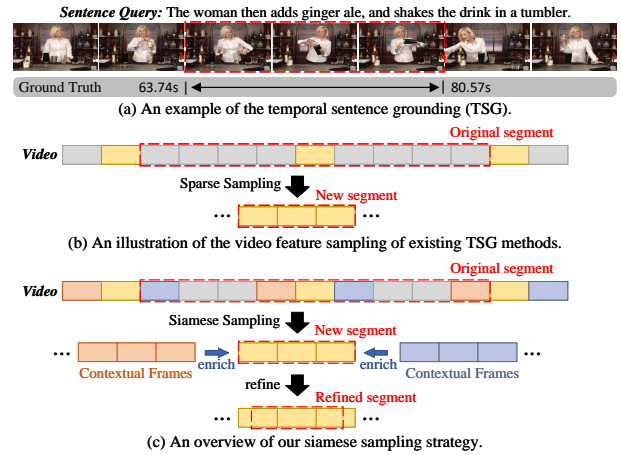 Sentence Query: The woman then adds ginger ale, and shakes the drink in a tumbler.
Ground Truth 63.74s 80.57s
(a) An example of the temporal sentence grounding (TSG).
Original segment
Video
Sparse Sampling
New segment
... ...
(b) An illustration of the video feature sampling of existing TSG methods.
Original segment
Video
Siamese Sampling
New segment
... ...
enrich enrich
Contextual Frames Contextual Frames
refine
Refined segment
... ...
(c) An overview of our siamese sampling strategy.